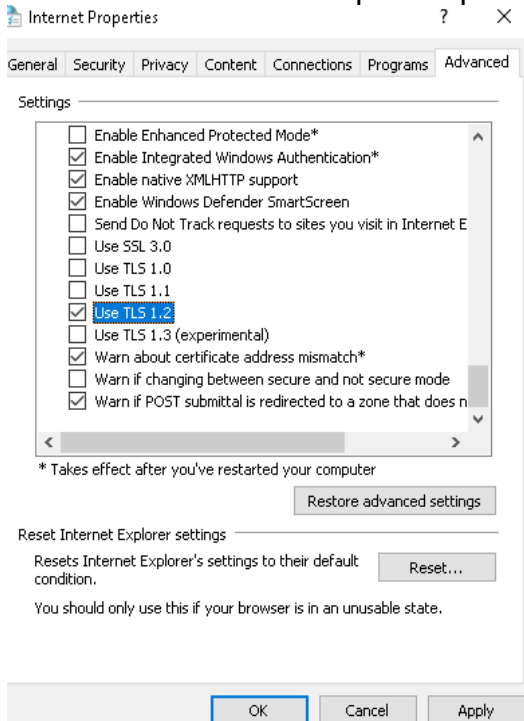 Internet Properties ? X
General Security Privacy Content Connections Programs Advanced
Settings
Enable Enhanced Protected Mode*
Enable Integrated Windows Authentication*
Enable native XMLHTTP support
Enable Windows Defender SmartScreen
Send Do Not Track requests to sites you visit in Internet E
Use SSL 3.0
Use TLS 1.0
Use TLS 1.1
Use TLS 1.2
Use TLS 1.3 (experimental)
Warn about certificate address mismatch*
Warn if changing between secure and not secure mode
Warn if POST submittal is redirected to a zone that does n
* Takes effect after you've restarted your computer
Restore advanced settings
Reset Internet Explorer settings
Resets Internet Explorer's settings to their default
condition.
Reset...
You should only use this if your browser is in an unusable state.
OK Cancel Apply